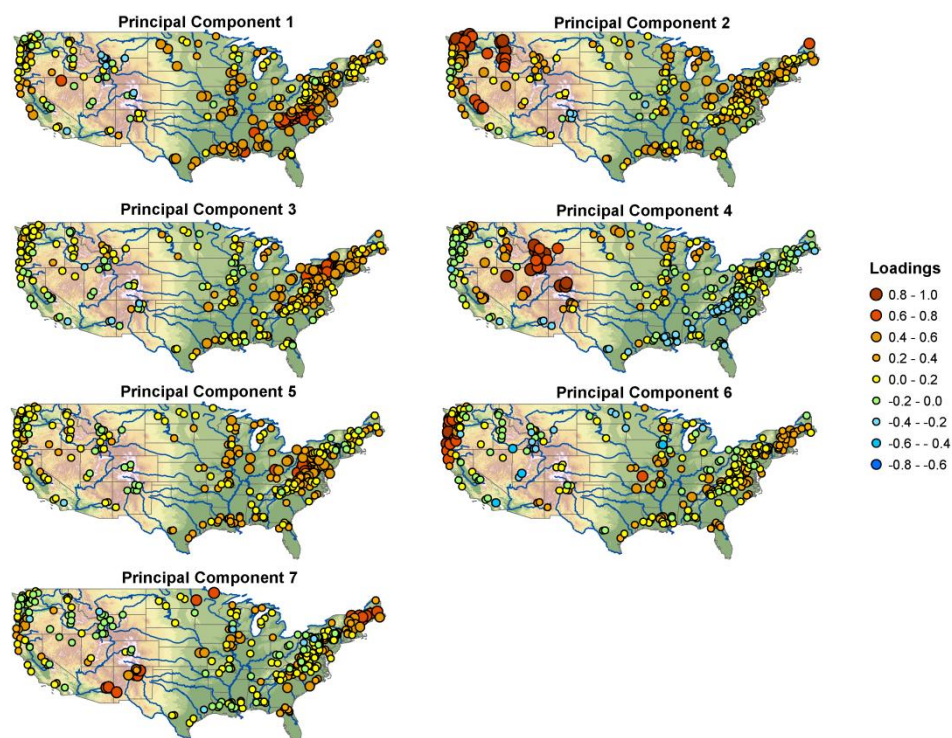 Principal Component 1
Principal Component 2
Principal Component 3
Principal Component 4
Loadings
0.8 - 1.0
0.6 - 0.8
0.4 - 0.6
0.2 - 0.4
0.0 - 0.2
-0.2 - 0.0
-0.4 - -0.2
-0.6 - -0.4
-0.8 - -0.6
Principal Component 5
Principal Component 6
Principal Component 7